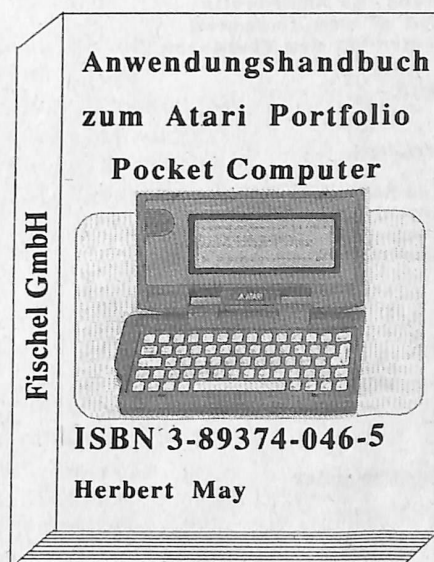 Anwendungshandbuch
zum Atari Portfolio
Pocket Computer
ATARI
ISBN 3-89374-046-5
Herbert May
Fischel GmbH